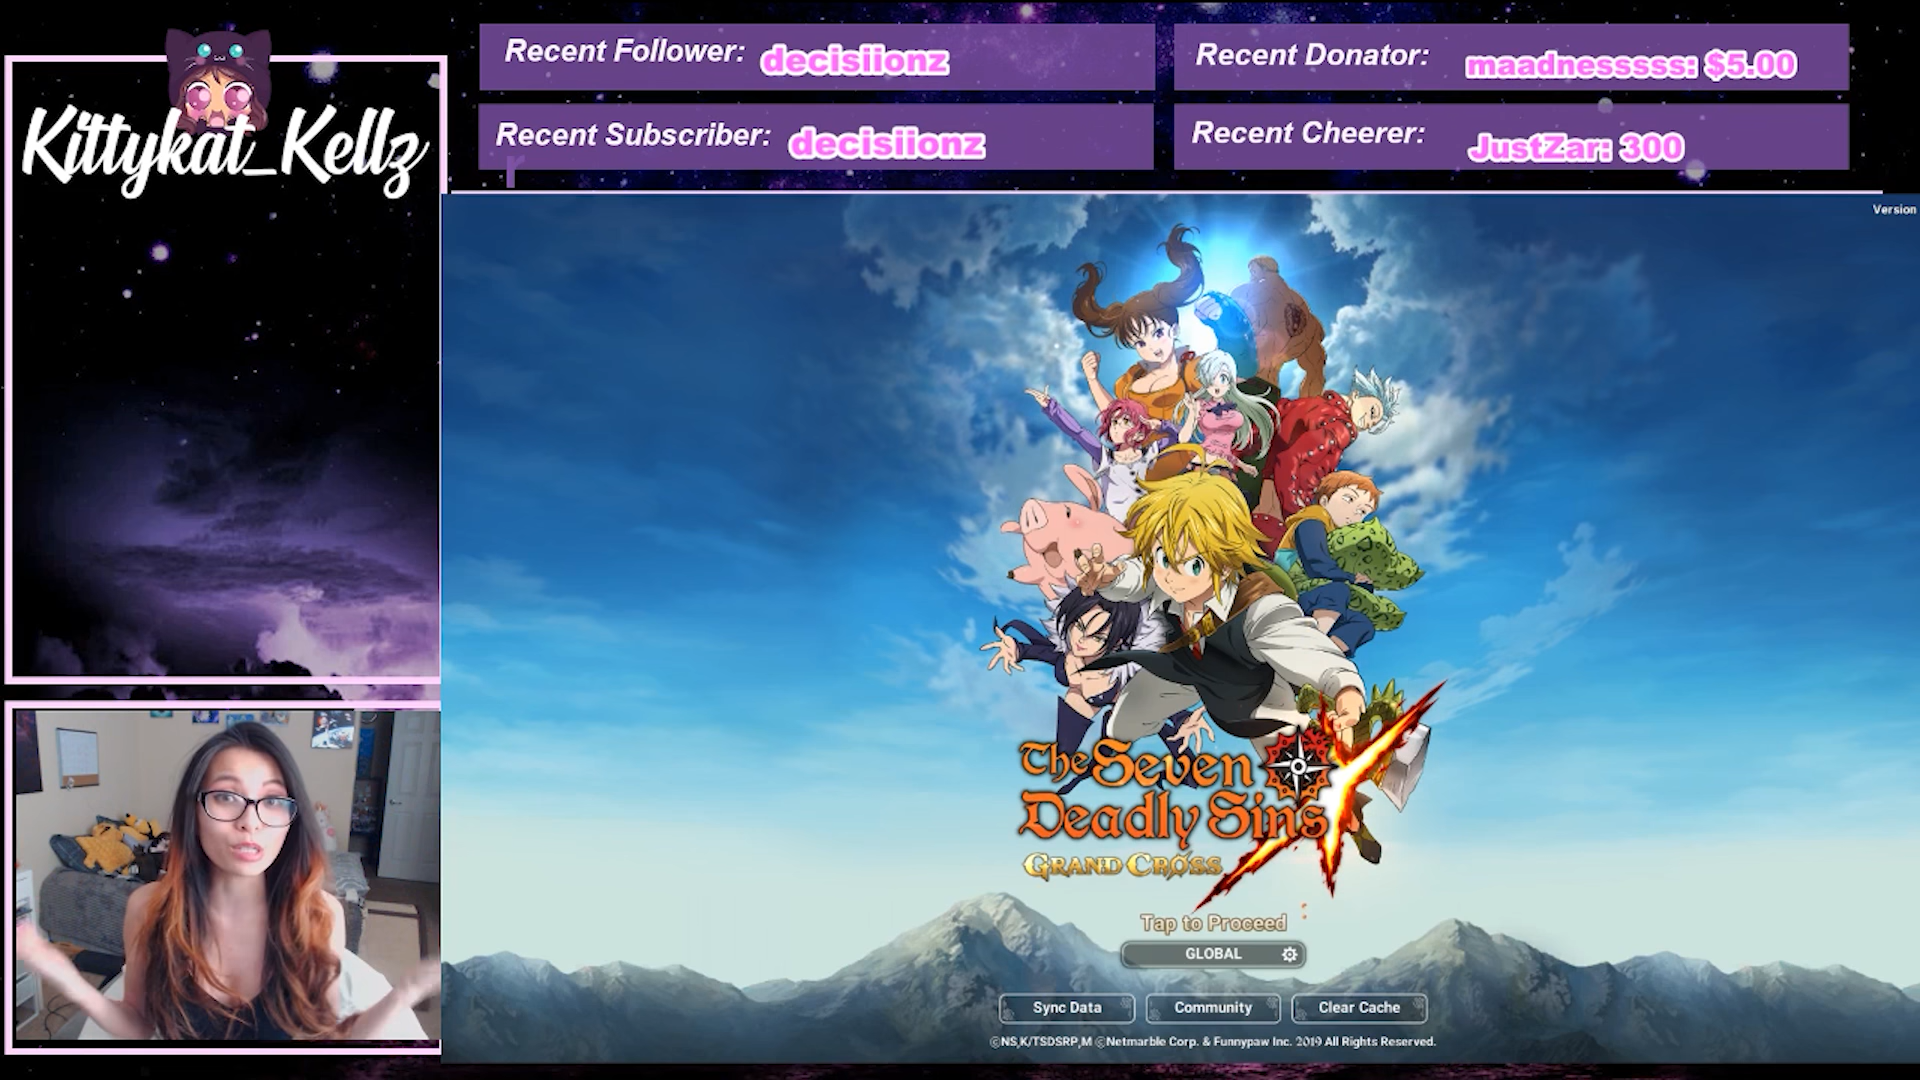 Kittykat_Kellz
Recent Follower: decisiionz
Recent Donator: maadnesssss: $5.00
Recent Subscriber: decisiionz
Recent Cheerer: JustZar: 300
Version
The Seven
Deadly Sins
GRAND CROSS
Tap to Proceed
GLOBAL
Sync Data
Community
Clear Cache
©NS,K/TSDSRP,M ©Netmarble Corp. & Funnypaw Inc. 2019 All Rights Reserved.